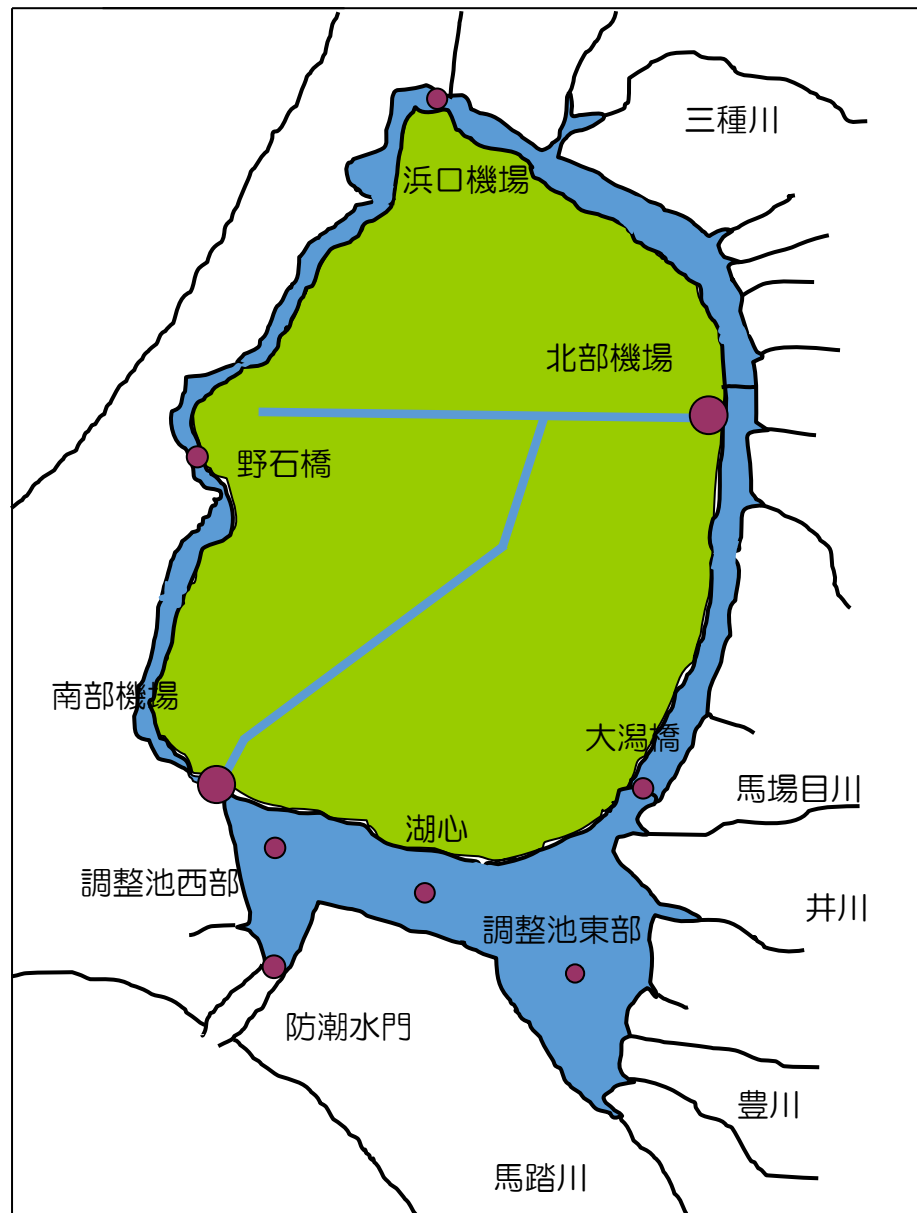 三種川
浜口機場
北部機場
野石橋
南部機場
大潟橋
馬場目川
湖心
調整池西部
井川
調整池東部
防潮水門
豊川
馬踏川